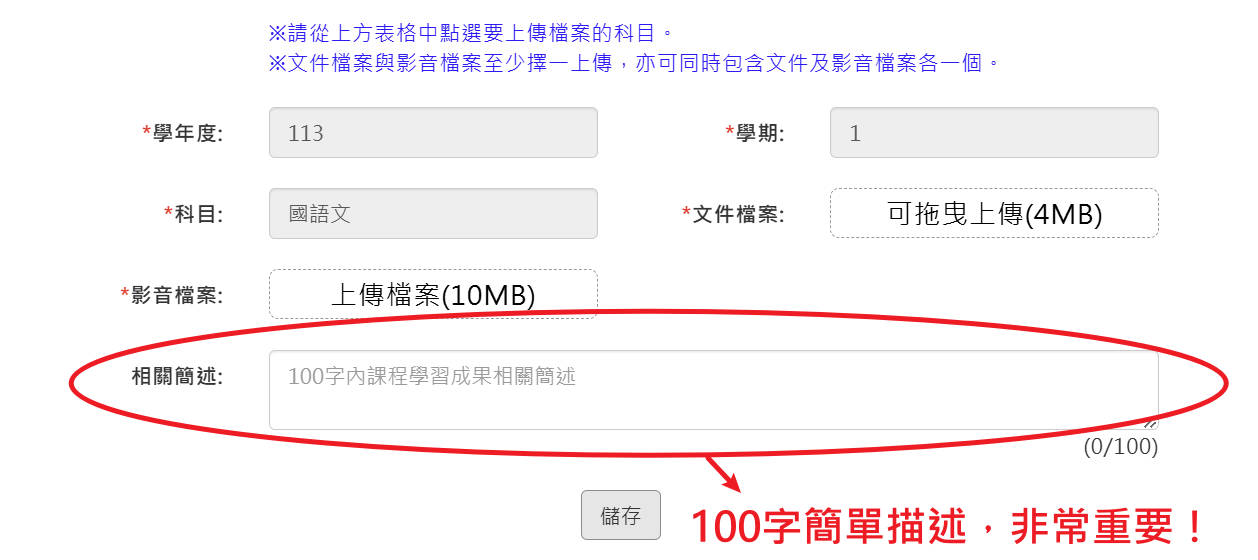 ※請從上方表格中點選要上傳檔案的科目。
※文件檔案與影音檔案至少擇一上傳，亦可同時包含文件及影音檔案各一個。
*學年度: 113 *學期: 1
*科目: 國語文 *文件檔案: 可拖曳上傳(4MB)
*影音檔案: 上傳檔案(10MB)
相關簡述: 100字內課程學習成果相關簡述
(0/100)
儲存
100字簡單描述，非常重要！